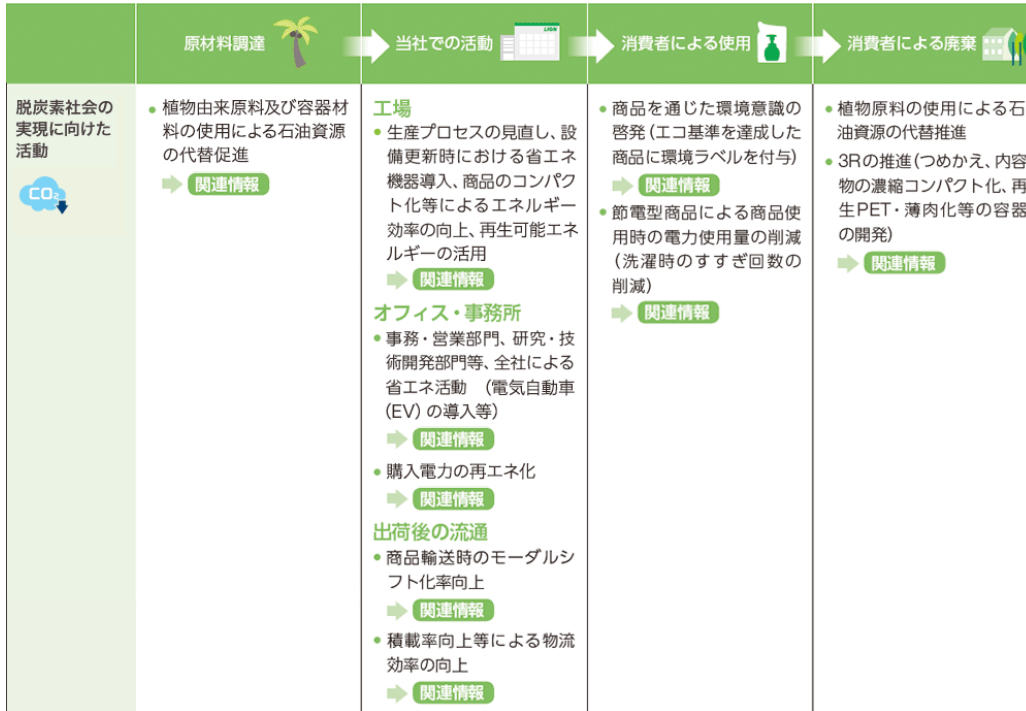 原材料調達
当社での活動
LION
消費者による使用
消費者による廃棄
脱炭素社会の
実現に向けた
活動
CO₂
• 植物由来原料及び容器材
料の使用による石油資源
の代替促進
関連情報
工場
• 生産プロセスの見直し、設
備更新時における省エネ
機器導入、商品のコンパク
ト化等によるエネルギー
効率の向上、再生可能エネ
ルギーの活用
関連情報
オフィス・事務所
• 事務・営業部門、研究・技
術開発部門等、全社による
省エネ活動 （電気自動車
(EV) の導入等）
関連情報
• 購入電力の再エネ化
関連情報
出荷後の流通
• 商品輸送時のモーダルシ
フト化率向上
関連情報
• 積載率向上等による物流
効率の向上
関連情報
• 商品を通じた環境意識の
啓発（エコ基準を達成した
商品に環境ラベルを付与）
関連情報
• 節電型商品による商品使
用時の電力使用量の削減
（洗濯時のすすぎ回数の
削減）
関連情報
• 植物原料の使用による石
油資源の代替推進
• 3Rの推進（つめかえ、内容
物の濃縮コンパクト化、再
生PET・薄肉化等の容器
の開発）
関連情報